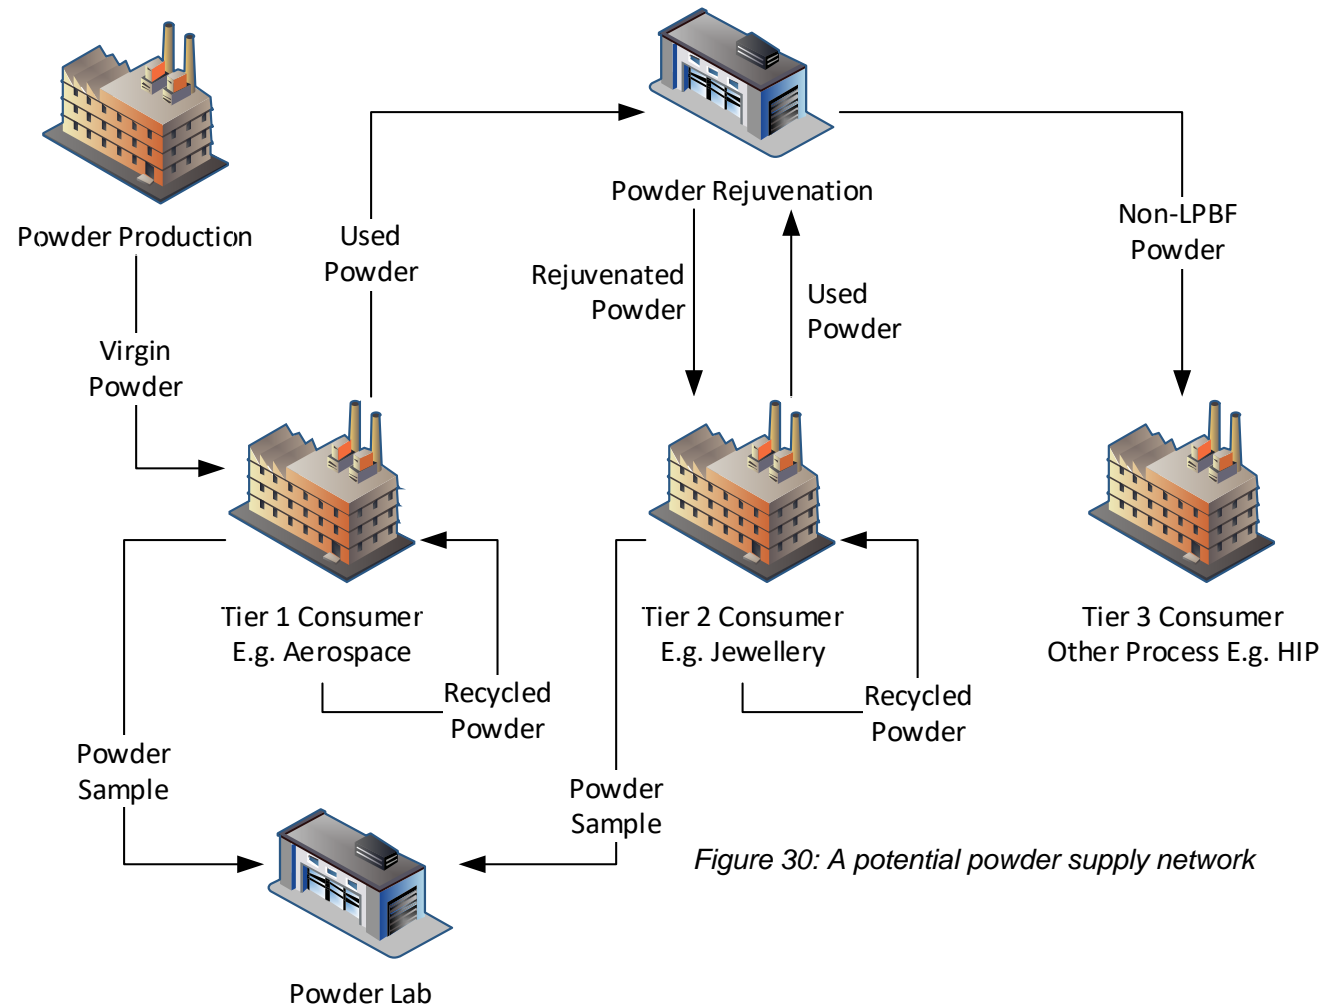 Powder Production
Used
Powder
Powder Rejuvenation
Non-LPBF
Powder
Rejuvenated
Powder
Used
Powder
Virgin
Powder
Tier 1 Consumer
E.g. Aerospace
Tier 2 Consumer
E.g. Jewellery
Tier 3 Consumer
Other Process E.g. HIP
Recycled
Powder
Recycled
Powder
Powder
Sample
Powder
Sample
Figure 30: A potential powder supply network
Powder Lab